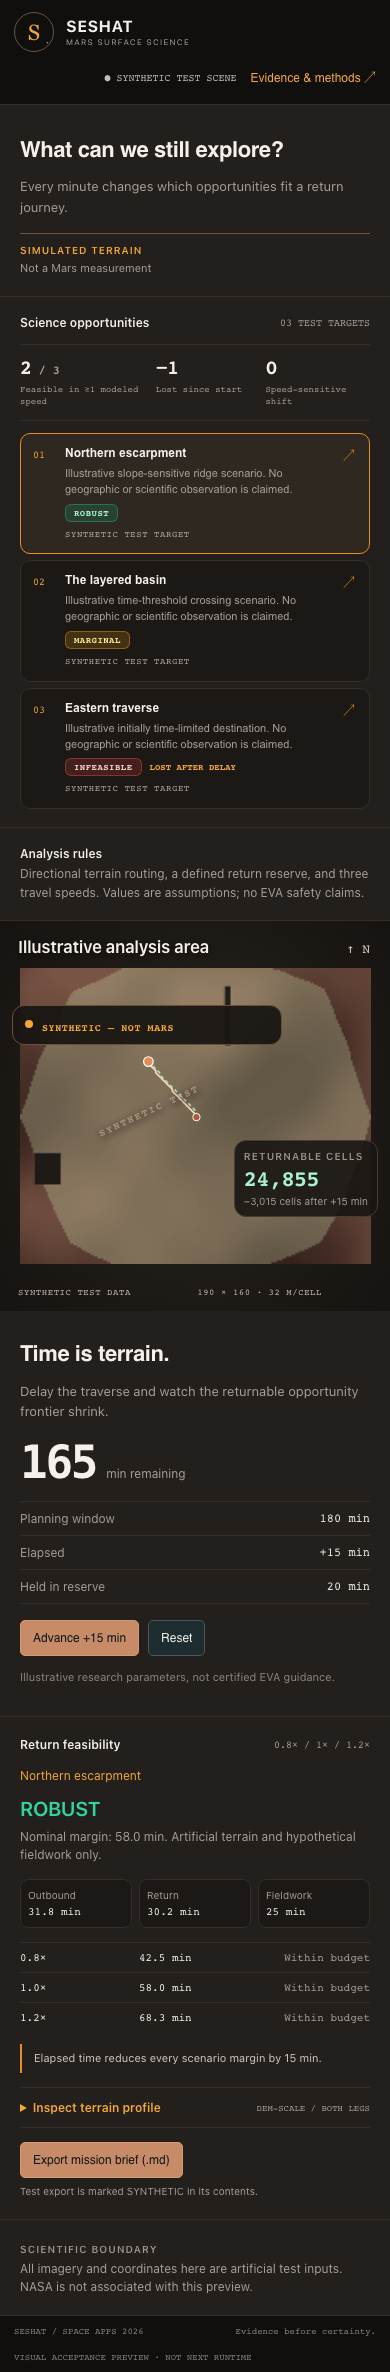 S.
SESHAT
MARS SURFACE SCIENCE
SYNTHETIC TEST SCENE Evidence & methods ↗
What can we still explore?
Every minute changes which opportunities fit a return
journey.
SIMULATED TERRAIN
Not a Mars measurement
Science opportunities 03 TEST TARGETS
2 / 3 −1 0
Feasible in ≥1 modeled Lost since start Speed-sensitive
speed shift
01 Northern escarpment ↗
Illustrative slope-sensitive ridge scenario. No
geographic or scientific observation is claimed.
ROBUST
SYNTHETIC TEST TARGET
02 The layered basin ↗
Illustrative time-threshold crossing scenario. No
geographic or scientific observation is claimed.
MARGINAL
SYNTHETIC TEST TARGET
03 Eastern traverse ↗
Illustrative initially time-limited destination. No
geographic or scientific observation is claimed.
INFEASIBLE LOST AFTER DELAY
SYNTHETIC TEST TARGET
Analysis rules
Directional terrain routing, a defined return reserve, and three
travel speeds. Values are assumptions; no EVA safety claims.
Illustrative analysis area ↑ N
SYNTHETIC — NOT MARS
SYNTHETIC TEST
RETURNABLE CELLS
24,855
−3,015 cells after +15 min
SYNTHETIC TEST DATA 190 × 160 · 32 M/CELL
Time is terrain.
Delay the traverse and watch the returnable opportunity
frontier shrink.
165 min remaining
Planning window 180 min
Elapsed +15 min
Held in reserve 20 min
Advance +15 min Reset
Illustrative research parameters, not certified EVA guidance.
Return feasibility 0.8× / 1× / 1.2×
Northern escarpment
ROBUST
Nominal margin: 58.0 min. Artificial terrain and hypothetical
fieldwork only.
Outbound Return Fieldwork
31.8 min 30.2 min 25 min
0.8× 42.5 min Within budget
1.0× 58.0 min Within budget
1.2× 68.3 min Within budget
Elapsed time reduces every scenario margin by 15 min.
▶ Inspect terrain profile DEM-SCALE / BOTH LEGS
Export mission brief (.md)
Test export is marked SYNTHETIC in its contents.
SCIENTIFIC BOUNDARY
All imagery and coordinates here are artificial test inputs.
NASA is not associated with this preview.
SESHAT / SPACE APPS 2026 Evidence before certainty.
VISUAL ACCEPTANCE PREVIEW · NOT NEXT RUNTIME